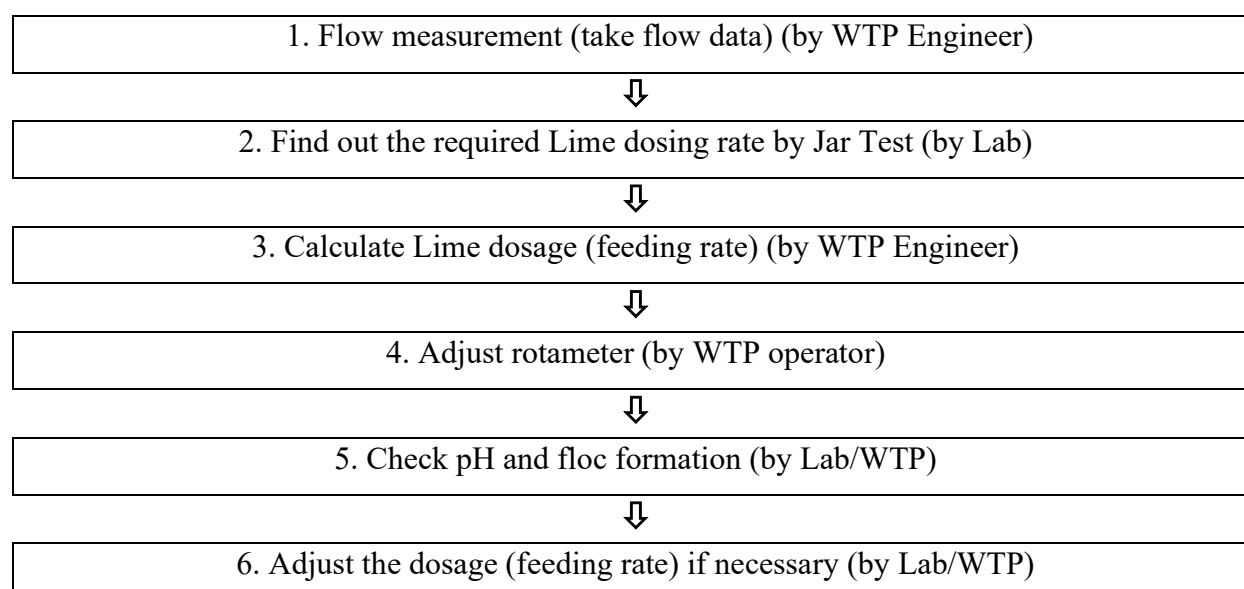 1. Flow measurement (take flow data) (by WTP Engineer)
2. Find out the required Lime dosing rate by Jar Test (by Lab)
3. Calculate Lime dosage (feeding rate) (by WTP Engineer)
4. Adjust rotameter (by WTP operator)
5. Check pH and floc formation (by Lab/WTP)
6. Adjust the dosage (feeding rate) if necessary (by Lab/WTP)